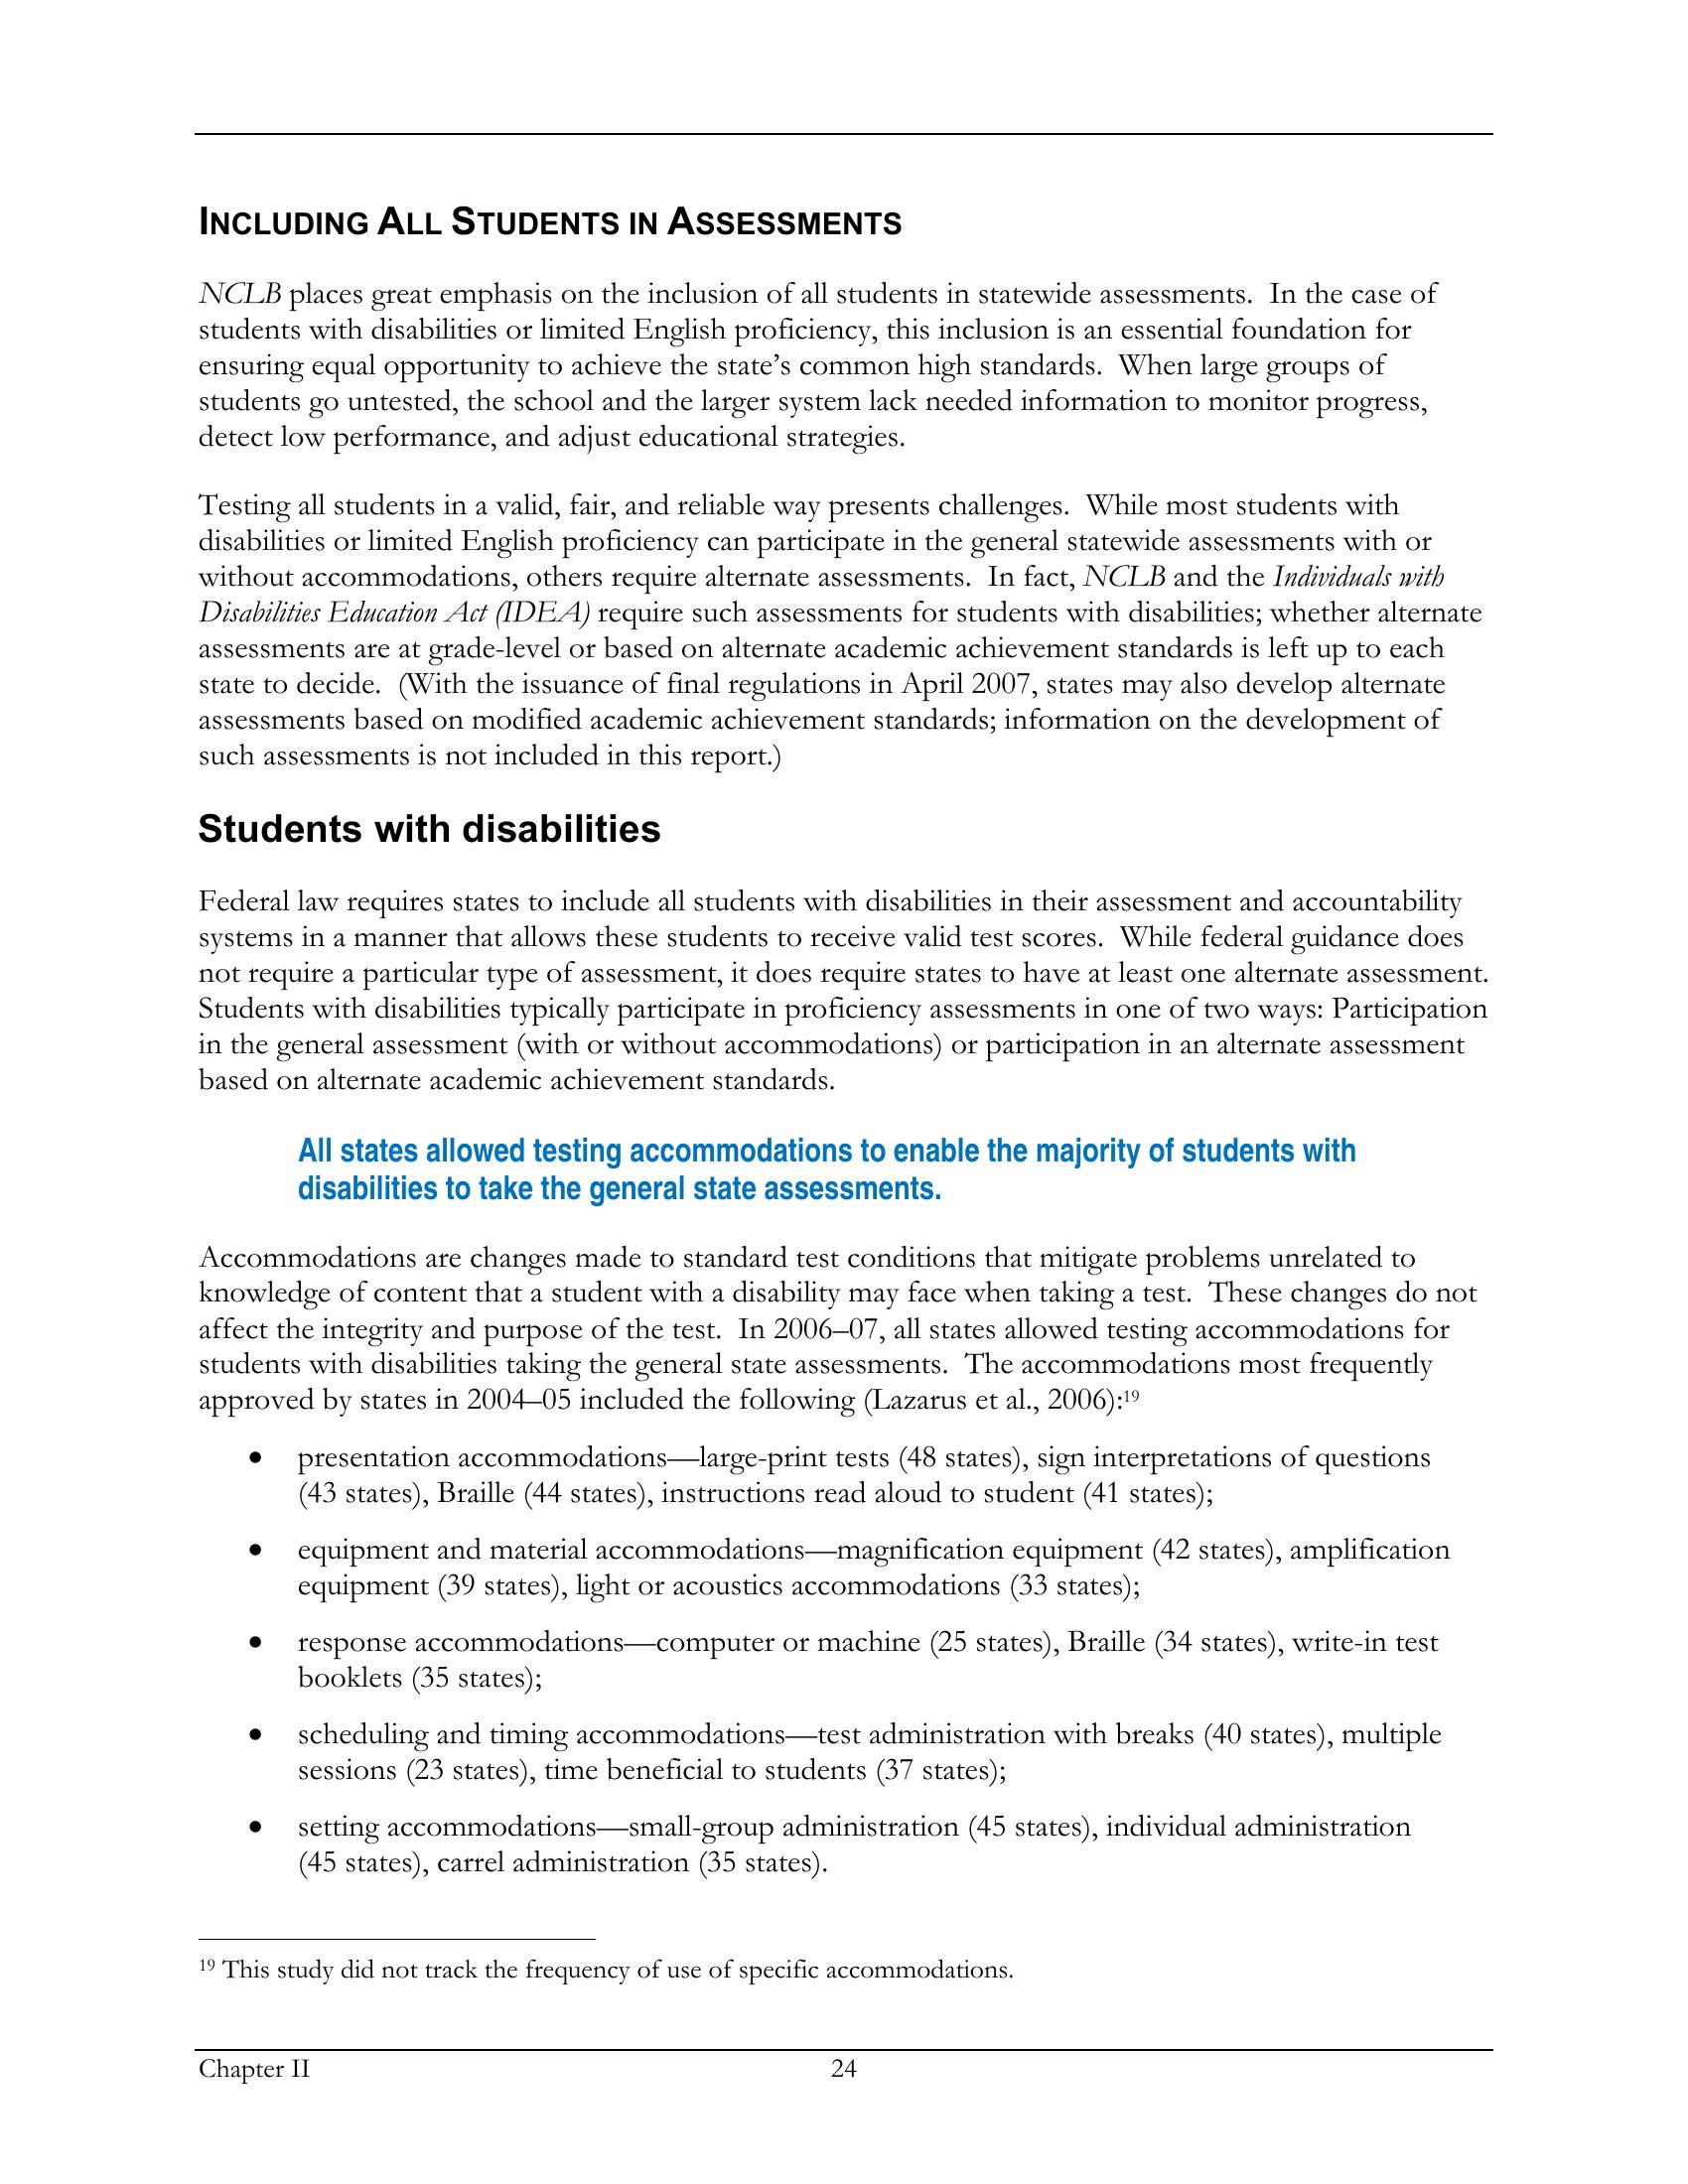 INCLUDING ALL STUDENTS IN ASSESSMENTS
NCLB places great emphasis on the inclusion of all students in statewide assessments.  In the case of
students with disabilities or limited English proficiency, this inclusion is an essential foundation for
ensuring equal opportunity to achieve the state’s common high standards.  When large groups of
students go untested, the school and the larger system lack needed information to monitor progress,
detect low performance, and adjust educational strategies.
Testing all students in a valid, fair, and reliable way presents challenges.  While most students with
disabilities or limited English proficiency can participate in the general statewide assessments with or
without accommodations, others require alternate assessments.  In fact, NCLB and the Individuals with
Disabilities Education Act (IDEA) require such assessments for students with disabilities; whether alternate
assessments are at grade-level or based on alternate academic achievement standards is left up to each
state to decide.  (With the issuance of final regulations in April 2007, states may also develop alternate
assessments based on modified academic achievement standards; information on the development of
such assessments is not included in this report.)
Students with disabilities
Federal law requires states to include all students with disabilities in their assessment and accountability
systems in a manner that allows these students to receive valid test scores.  While federal guidance does
not require a particular type of assessment, it does require states to have at least one alternate assessment.
Students with disabilities typically participate in proficiency assessments in one of two ways: Participation
in the general assessment (with or without accommodations) or participation in an alternate assessment
based on alternate academic achievement standards.
All states allowed testing accommodations to enable the majority of students with
disabilities to take the general state assessments.
Accommodations are changes made to standard test conditions that mitigate problems unrelated to
knowledge of content that a student with a disability may face when taking a test.  These changes do not
affect the integrity and purpose of the test.  In 2006–07, all states allowed testing accommodations for
students with disabilities taking the general state assessments.  The accommodations most frequently
approved by states in 2004–05 included the following (Lazarus et al., 2006):19
• presentation accommodations—large-print tests (48 states), sign interpretations of questions
(43 states), Braille (44 states), instructions read aloud to student (41 states);
• equipment and material accommodations—magnification equipment (42 states), amplification
equipment (39 states), light or acoustics accommodations (33 states);
• response accommodations—computer or machine (25 states), Braille (34 states), write-in test
booklets (35 states);
• scheduling and timing accommodations—test administration with breaks (40 states), multiple
sessions (23 states), time beneficial to students (37 states);
• setting accommodations—small-group administration (45 states), individual administration
(45 states), carrel administration (35 states).
19 This study did not track the frequency of use of specific accommodations.
Chapter II 24